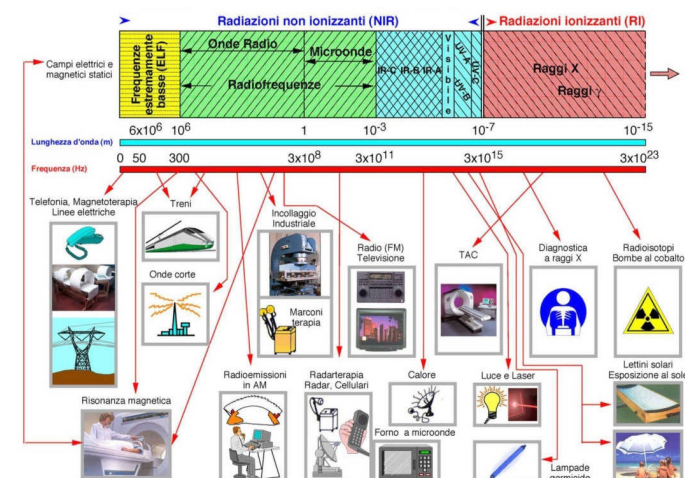 Radiazioni non ionizzanti (NIR)
Radiazioni ionizzanti (RI)
Campi elettrici e
magnetici statici
Frequenze
estremamente
basse (ELF)
Onde Radio
Microonde
Radiofrequenze
IR-C IR-B IR-A
Visibile
UV-A
UV-B
UV-C
Raggi X
Raggi γ
6x10⁶ 10⁶ 1 10⁻³ 10⁻⁷ 10⁻¹⁵
Lunghezza d'onda (m)
0 50 300 3x10⁸ 3x10¹¹ 3x10¹⁵ 3x10²³
Frequenza (Hz)
Telefonia, Magnetoterapia
Linee elettriche
Treni
Onde corte
Incollaggio
Industriale
Marconi
terapia
Radio (FM)
Televisione
TAC
Diagnostica
a raggi X
Radioisotopi
Bombe al cobalto
Risonanza magnetica
Radioemissioni
in AM
Radarterapia
Radar, Cellulari
Calore
Forno a microonde
Luce e Laser
Lampade
germicide
Lettini solari
Esposizione al sole